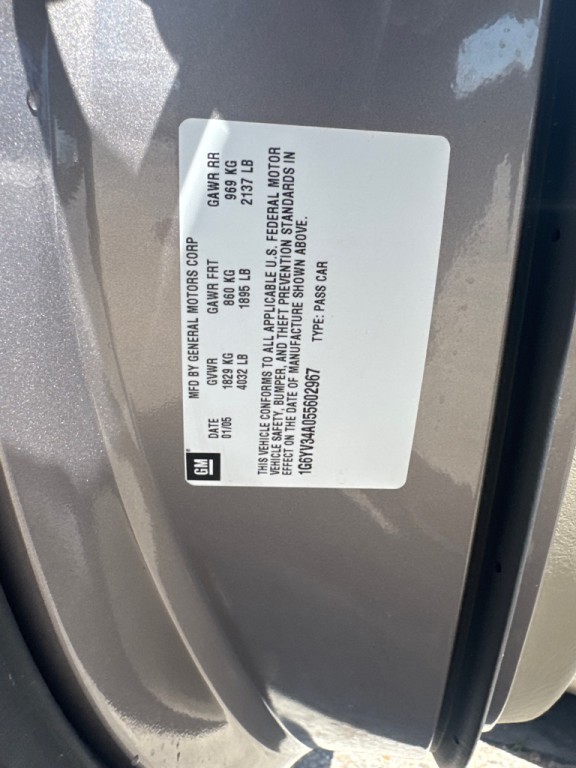 MFD BY GENERAL MOTORS CORP
DATE GVWR GAWR FRT GAWR RR
01/05 1829 KG 860 KG 969 KG
4032 LB 1895 LB 2137 LB
GM
THIS VEHICLE CONFORMS TO ALL APPLICABLE U.S. FEDERAL MOTOR
VEHICLE SAFETY, BUMPER, AND THEFT PREVENTION STANDARDS IN
EFFECT ON THE DATE OF MANUFACTURE SHOWN ABOVE.
1G6YV34A055602967 TYPE: PASS CAR